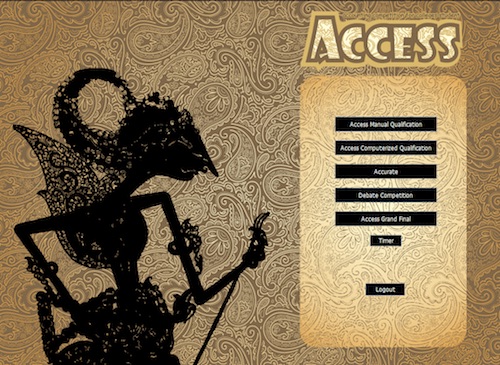 ACCESS
Access Manual Qualification
Access Computerized Qualification
Accurate
Debate Competition
Access Grand Final
Timer
Logout